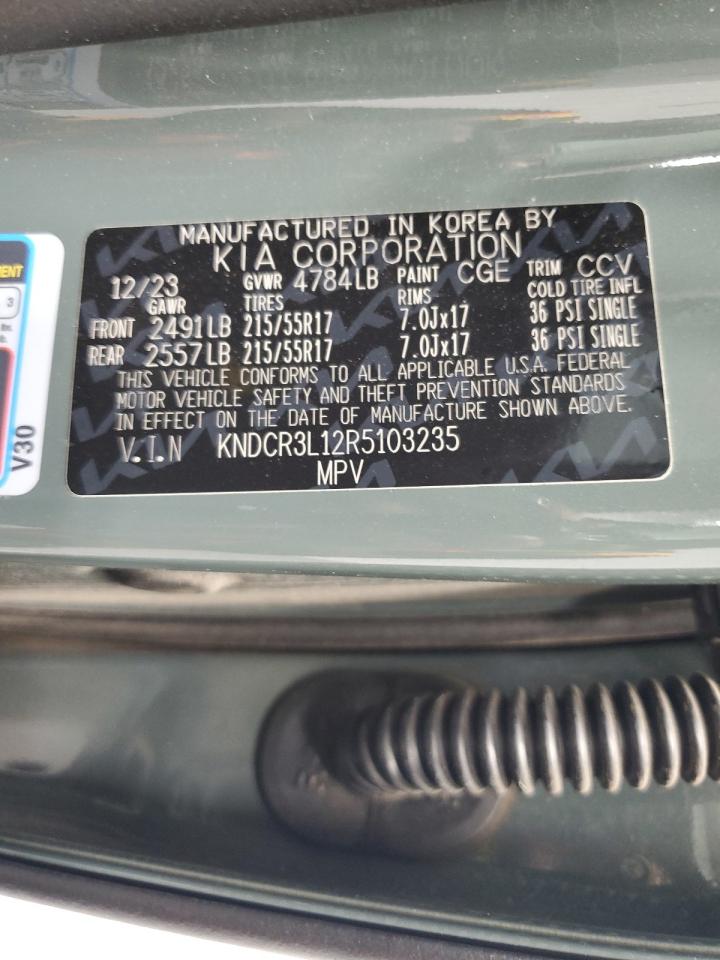 MANUFACTURED IN KOREA BY
KIA CORPORATION
12/23 GVWR 4784LB PAINT CGE TRIM CCV
GAWR TIRES RIMS COLD TIRE INFL
FRONT 2491LB 215/55R17 7.0Jx17 36 PSI SINGLE
REAR 2557LB 215/55R17 7.0Jx17 36 PSI SINGLE
THIS VEHICLE CONFORMS TO ALL APPLICABLE U.S.A. FEDERAL
MOTOR VEHICLE SAFETY AND THEFT PREVENTION STANDARDS
IN EFFECT ON THE DATE OF MANUFACTURE SHOWN ABOVE.
V.I.N KNDCR3L12R5103235
MPV
3
V30